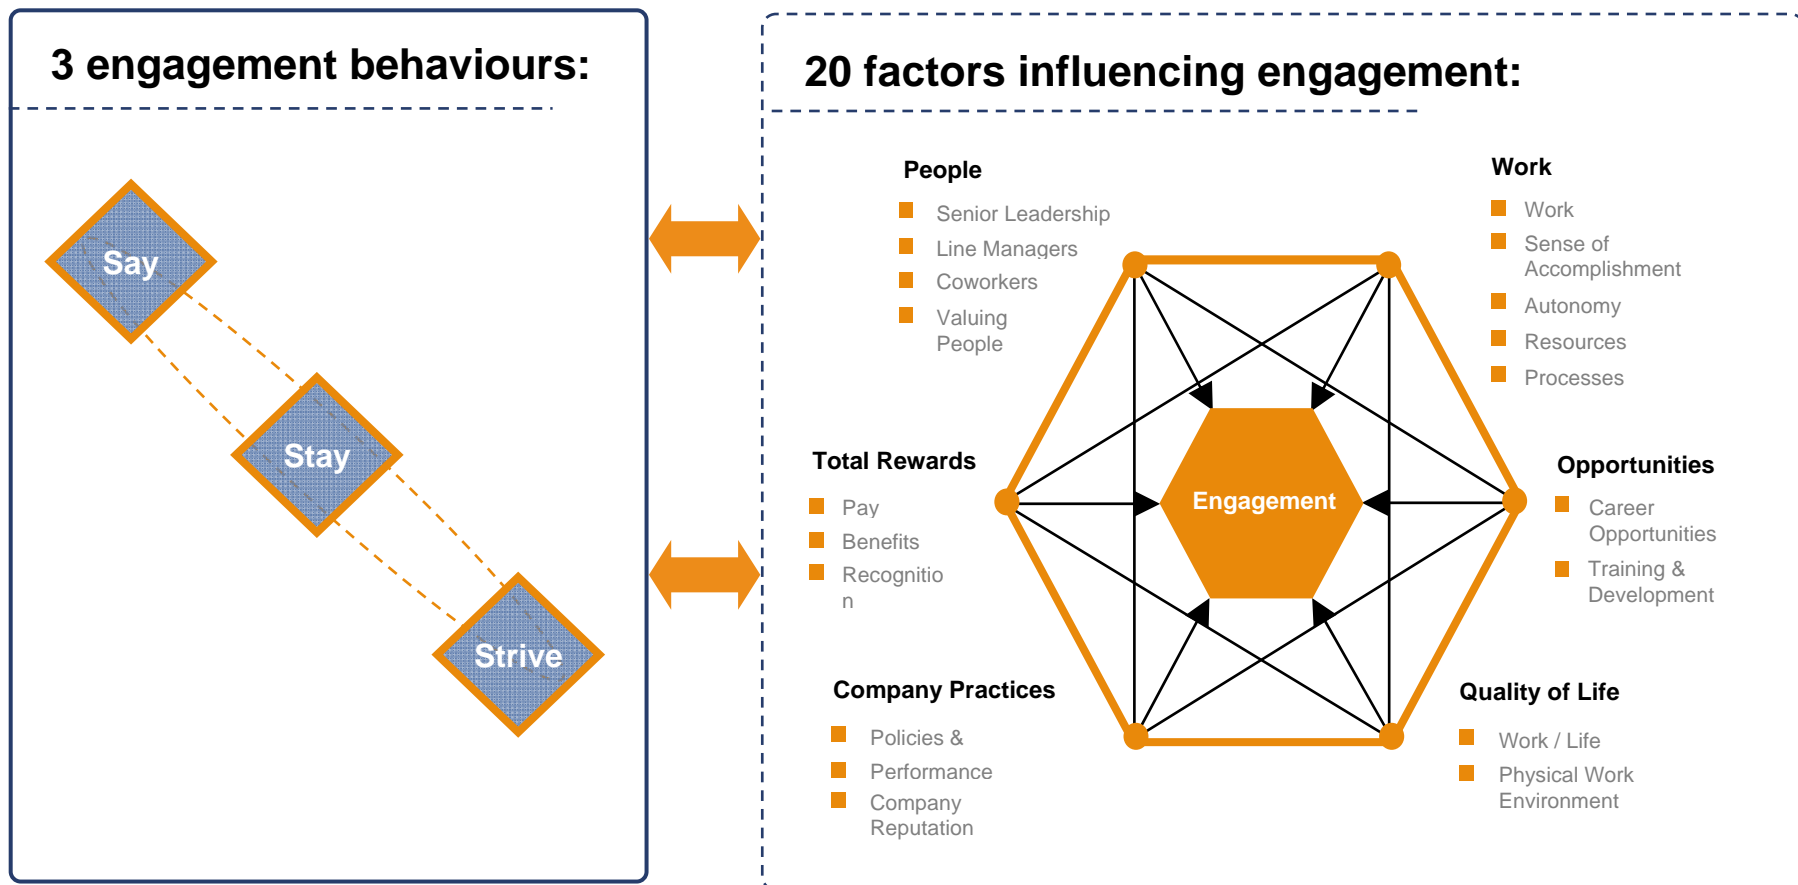 3 engagement behaviours:
Say
Stay
Strive
20 factors influencing engagement:
People
Senior Leadership
Line Managers
Coworkers
Valuing
People
Work
Work
Sense of
Accomplishment
Autonomy
Resources
Processes
Total Rewards
Pay
Benefits
Recognitio
n
Engagement
Opportunities
Career
Opportunities
Training &
Development
Company Practices
Policies &
Performance
Company
Reputation
Quality of Life
Work / Life
Physical Work
Environment